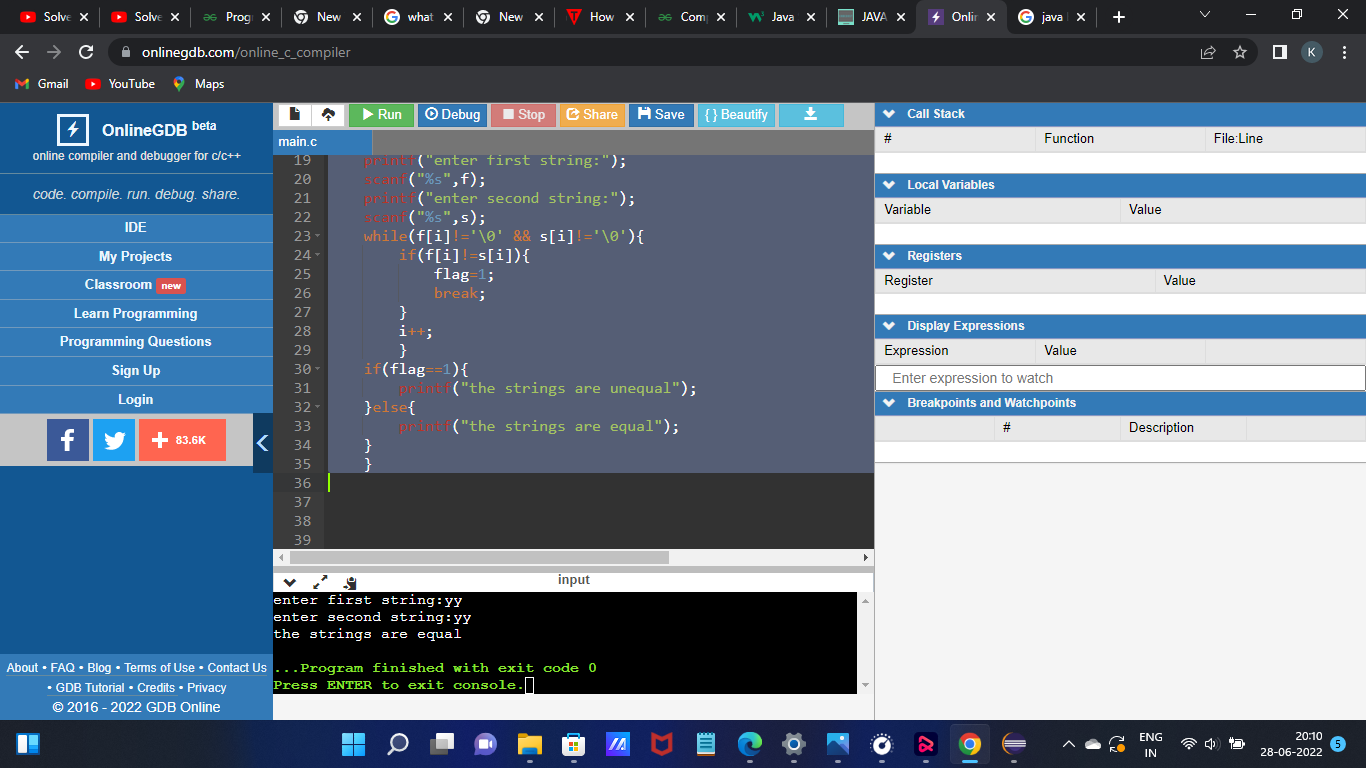 Solve
Solve
Prog
New
what
New
How
Com
Java
JAVA
Onlin
java
onlinegdb.com/online_c_compiler
K
Gmail
YouTube
Maps
OnlineGDB beta
online compiler and debugger for c/c++
code. compile. run. debug. share.
IDE
My Projects
Classroom new
Learn Programming
Programming Questions
Sign Up
Login
83.6K
About • FAQ • Blog • Terms of Use • Contact Us
• GDB Tutorial • Credits • Privacy
© 2016 - 2022 GDB Online
Run
Debug
Stop
Share
Save
{ } Beautify
main.c
19 printf("enter first string:");
20 scanf("%s",f);
21 printf("enter second string:");
22 scanf("%s",s);
23 while(f[i]!='\0' && s[i]!='\0'){
24 if(f[i]!=s[i]){
25 flag=1;
26 break;
27 }
28 i++;
29 }
30 if(flag==1){
31 printf("the strings are unequal");
32 }else{
33 printf("the strings are equal");
34 }
35 }
36
37
38
39
input
enter first string:yy
enter second string:yy
the strings are equal
...Program finished with exit code 0
Press ENTER to exit console.
Call Stack
# Function File:Line
Local Variables
Variable Value
Registers
Register Value
Display Expressions
Expression Value
Enter expression to watch
Breakpoints and Watchpoints
# Description
ENG
IN
20:10
28-06-2022
5